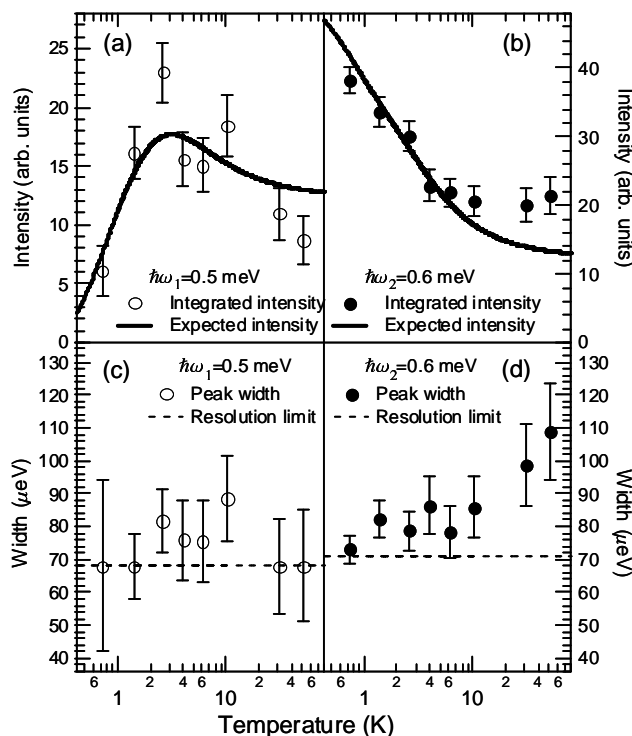 (a)
(b)
Intensity (arb. units)
25
20
15
10
5
0
ℏω₁=0.5 meV
Integrated intensity
Expected intensity
ℏω₂=0.6 meV
Integrated intensity
Expected intensity
40
30
20
10
0
Intensity (arb. units)
(c)
(d)
Width (μeV)
130
120
110
100
90
80
70
60
50
40
ℏω₁=0.5 meV
Peak width
Resolution limit
ℏω₂=0.6 meV
Peak width
Resolution limit
130
120
110
100
90
80
70
60
50
40
Width (μeV)
6 1 2 4 6 10 2 4 6
6 1 2 4 6 10 2 4 6
Temperature (K)